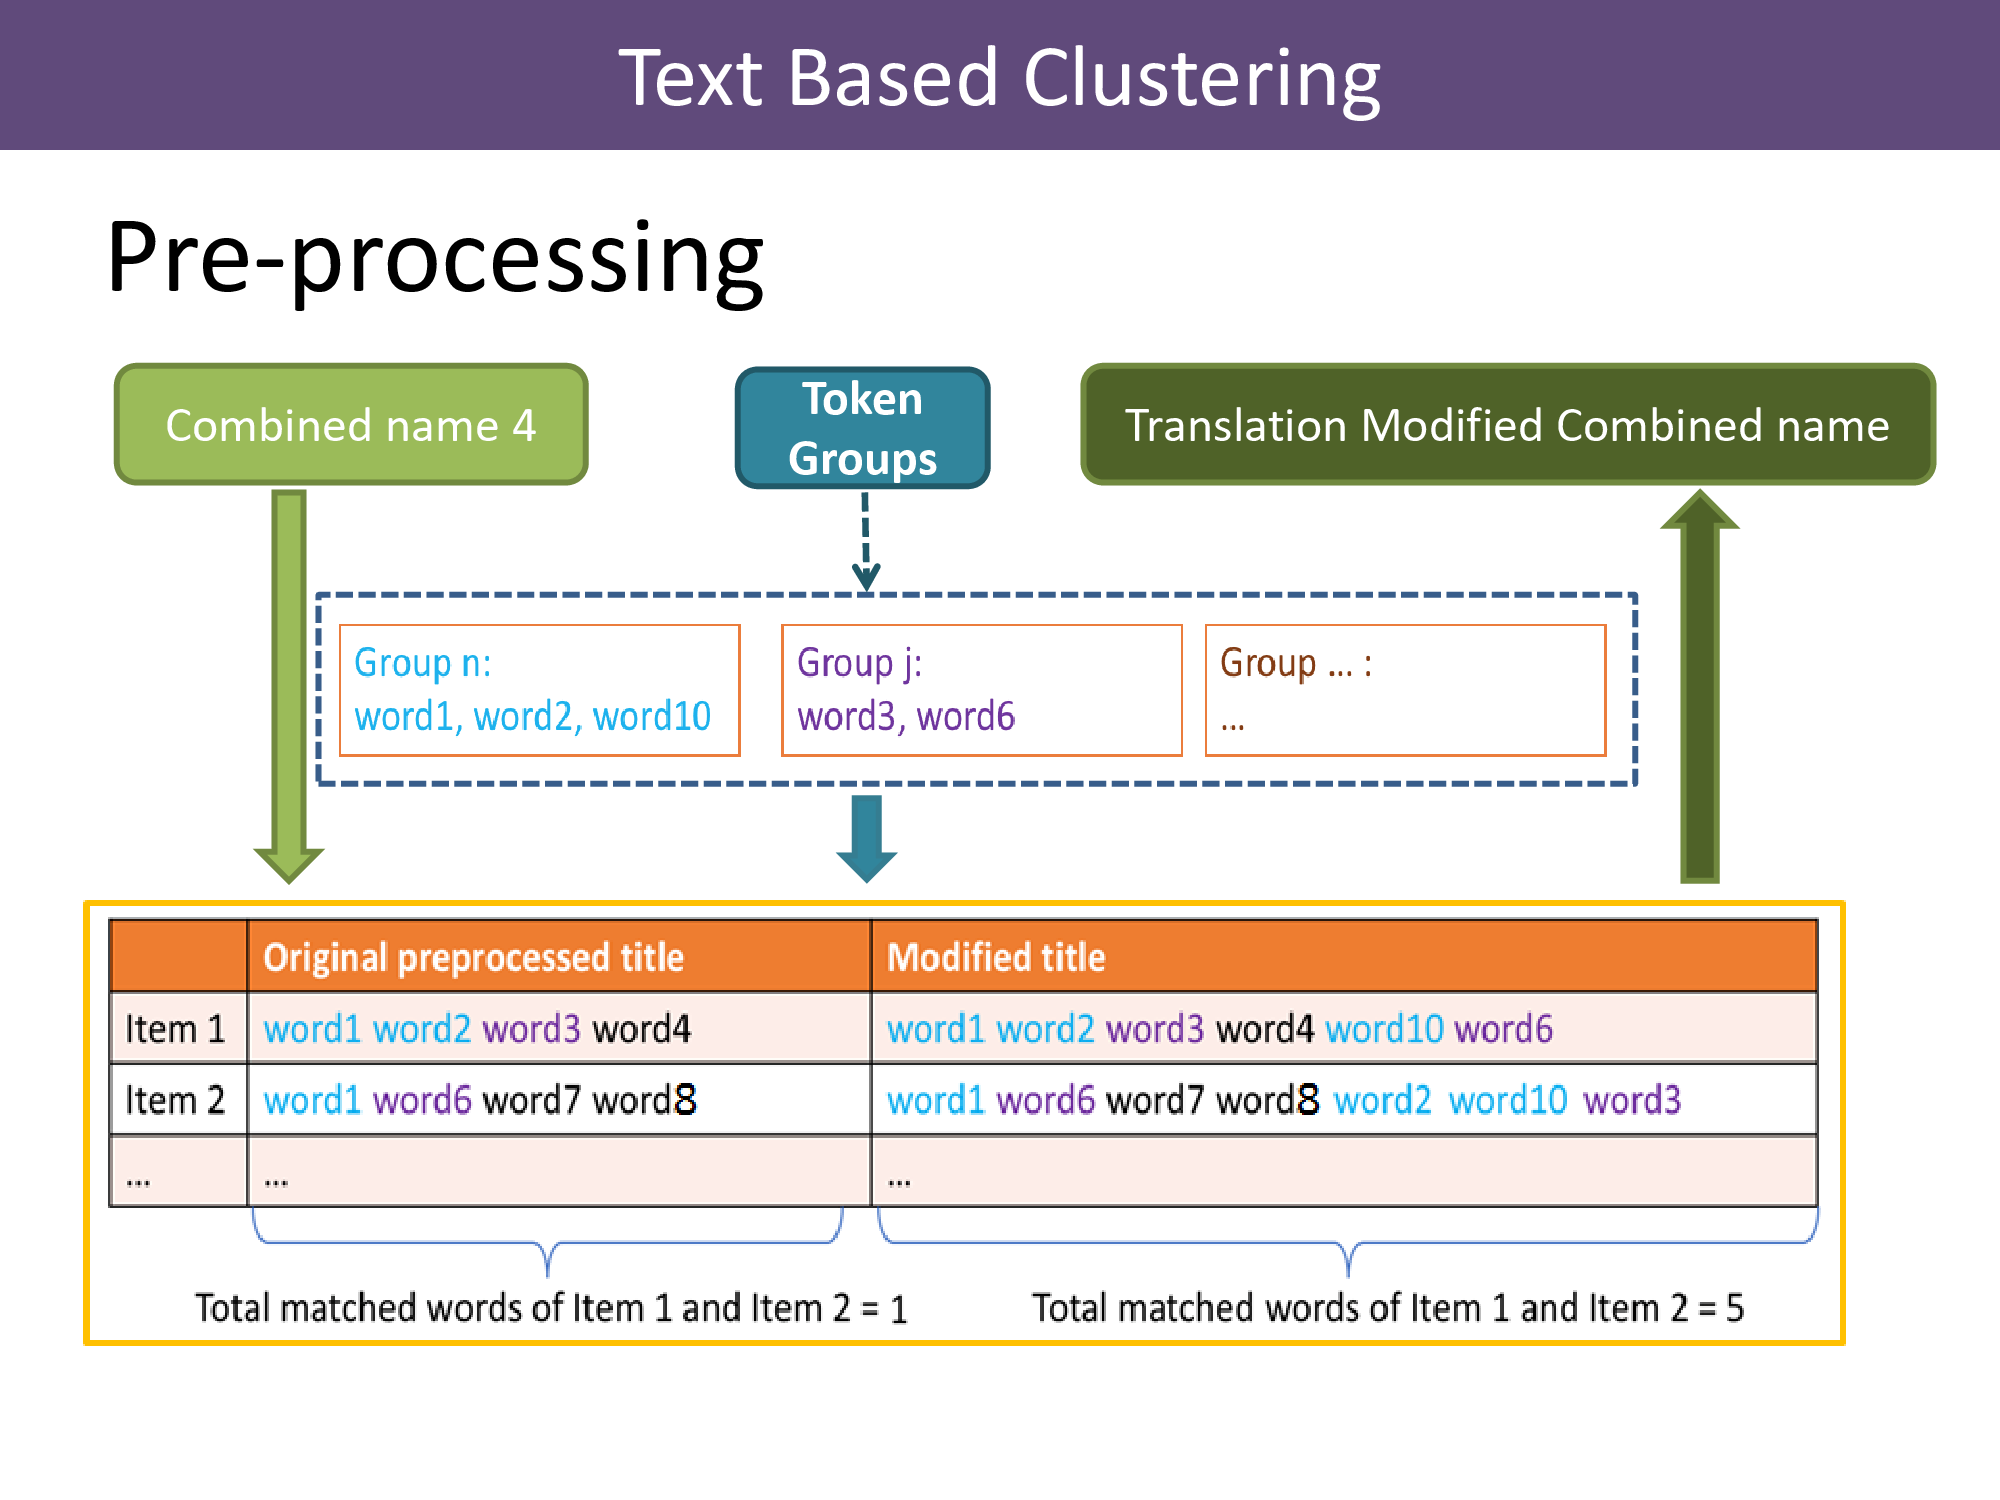 Text Based Clustering
Pre-processing
Combined name 4
Token
Groups
Translation Modified Combined name
Group n:
word1, word2, word10
Group j:
word3, word6
Group ... :
...
Original preprocessed title
Modified title
Item 1
word1 word2 word3 word4
word1 word2 word3 word4 word10 word6
Item 2
word1 word6 word7 word8
word1 word6 word7 word8 word2 word10 word3
...
...
...
Total matched words of Item 1 and Item 2 = 1
Total matched words of Item 1 and Item 2 = 5